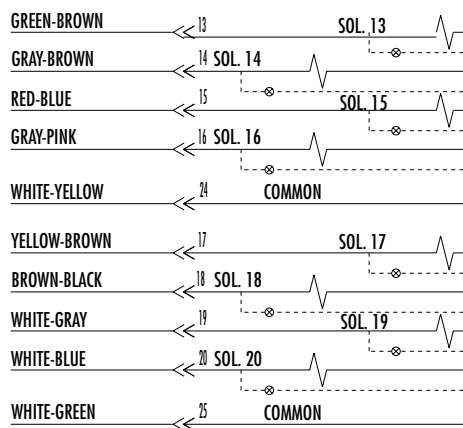 GREEN-BROWN 13 SOL. 13
GRAY-BROWN 14 SOL. 14
RED-BLUE 15 SOL. 15
GRAY-PINK 16 SOL. 16
WHITE-YELLOW 24 COMMON
YELLOW-BROWN 17 SOL. 17
BROWN-BLACK 18 SOL. 18
WHITE-GRAY 19 SOL. 19
WHITE-BLUE 20 SOL. 20
WHITE-GREEN 25 COMMON